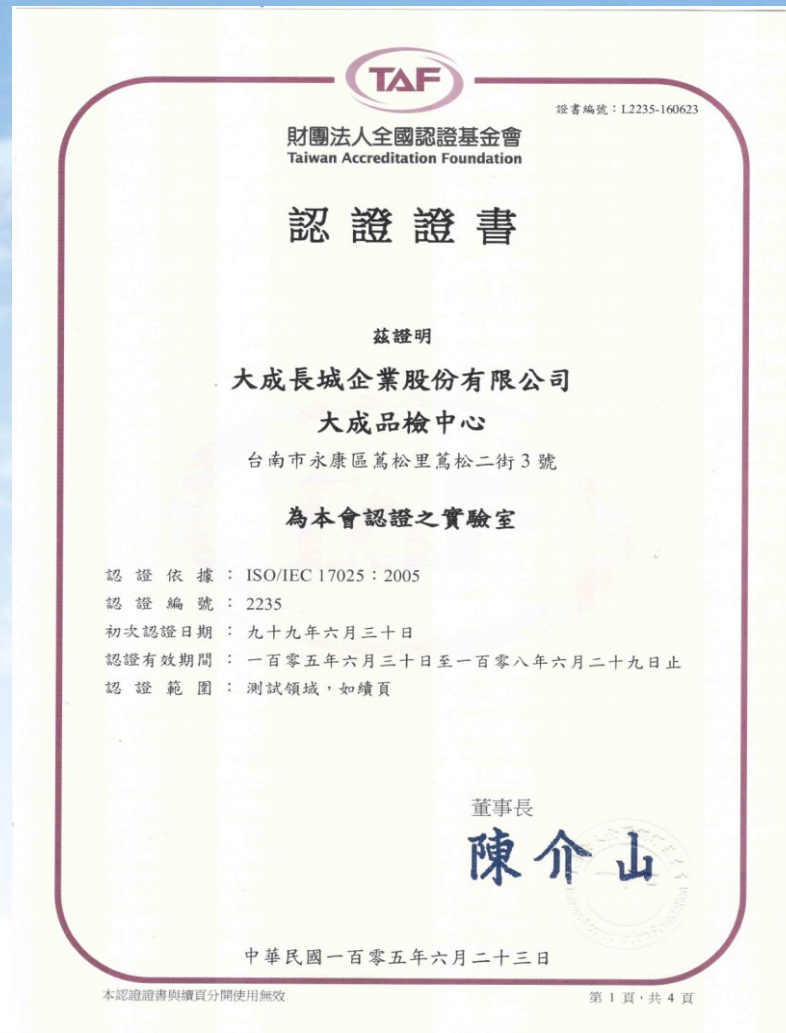 TAF
證書編號：L2235-160623
財團法人全國認證基金會
Taiwan Accreditation Foundation
認證證書
茲證明
大成長城企業股份有限公司
大成品檢中心
台南市永康區蔦松里蔦松二街3號
為本會認證之實驗室
認證依據：ISO/IEC 17025：2005
認證編號：2235
初次認證日期：九十九年六月三十日
認證有效期間：一百零五年六月三十日至一百零八年六月二十九日止
認證範圍：測試領域，如續頁
董事長
陳介山
中華民國一百零五年六月二十三日
本認證證書與續頁分開使用無效
第1頁，共4頁